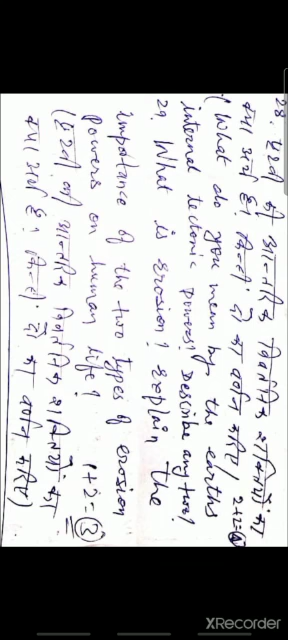 28. पृथ्वी की आन्तरिक विवर्तनिक शक्तियों का
क्या अर्थ है? किन्हीं दो का वर्णन करिए 2+2=4
(What do you mean by the earths
internal tectonic powers? Describe any two?
29. What is erosion? Explain the
importance of the two types of erosion
powers on human life? 1+2=3
(पृथ्वी की आन्तरिक विवर्तनिक शक्तियों का
क्या अर्थ है? किन्हीं दो का वर्णन करिए)
XRecorder